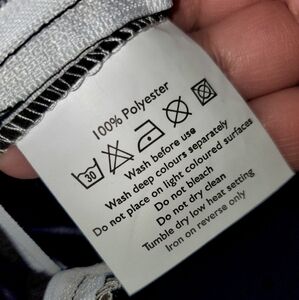 100% Polyester
30
Wash before use
Wash deep colours separately
Do not place on light coloured surfaces
Do not bleach
Do not dry clean
Tumble dry low heat setting
Iron on reverse only